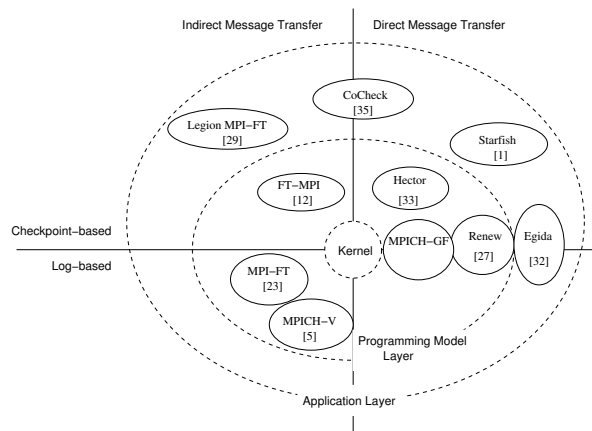 Indirect Message Transfer
Direct Message Transfer
CoCheck
[35]
Legion MPI−FT
[29]
Starfish
[1]
FT−MPI
[12]
Hector
[33]
Checkpoint−based
Log−based
Kernel
MPICH−GF
Renew
[27]
Egida
[32]
MPI−FT
[23]
MPICH−V
[5]
Programming Model
Layer
Application Layer